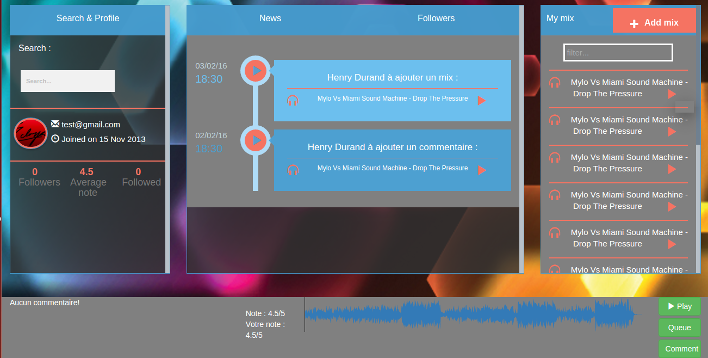 Search & Profile
Search :
Search...
test@gmail.com
Joined on 15 Nov 2013
0 4.5 0
Followers Average Followed
note
News Followers
03/02/16
18:30
Henry Durand à ajouter un mix :
Mylo Vs Miami Sound Machine - Drop The Pressure
02/02/16
18:30
Henry Durand à ajouter un commentaire :
Mylo Vs Miami Sound Machine - Drop The Pressure
My mix
+ Add mix
filter...
Mylo Vs Miami Sound Machine -
Drop The Pressure
Mylo Vs Miami Sound Machine -
Drop The Pressure
Mylo Vs Miami Sound Machine -
Drop The Pressure
Mylo Vs Miami Sound Machine -
Drop The Pressure
Mylo Vs Miami Sound Machine -
Drop The Pressure
Mylo Vs Miami Sound Machine -
Aucun commentaire!
Note : 4.5/5
Votre note :
4.5/5
Play
Queue
Comment